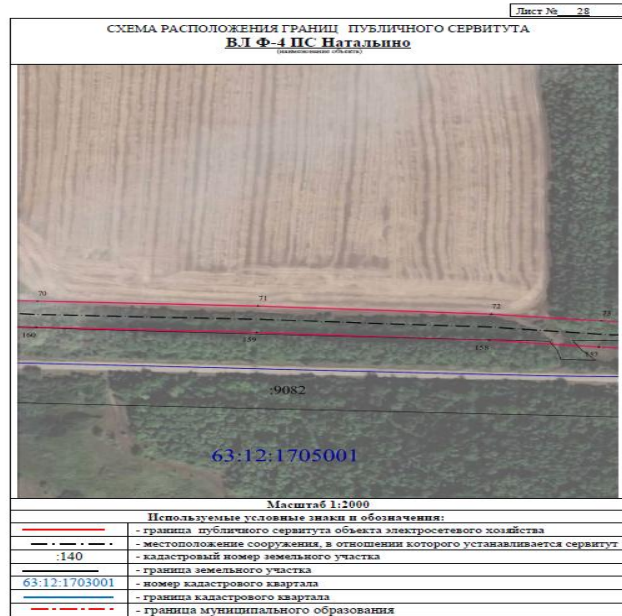 Лист № 28
СХЕМА РАСПОЛОЖЕНИЯ ГРАНИЦ ПУБЛИЧНОГО СЕРВИТУТА
ВЛ Ф-4 ПС Натальино
(наименование объекта)
70
71
72
73
160
159
158
157
:9082
63:12:1705001
Масштаб 1:2000
Используемые условные знаки и обозначения:
- граница публичного сервитута объекта электросетевого хозяйства
- местоположение сооружения, в отношении которого устанавливается сервитут
:140 - кадастровый номер земельного участка
- граница земельного участка
63:12:1703001 - номер кадастрового квартала
- граница кадастрового квартала
- граница муниципального образования